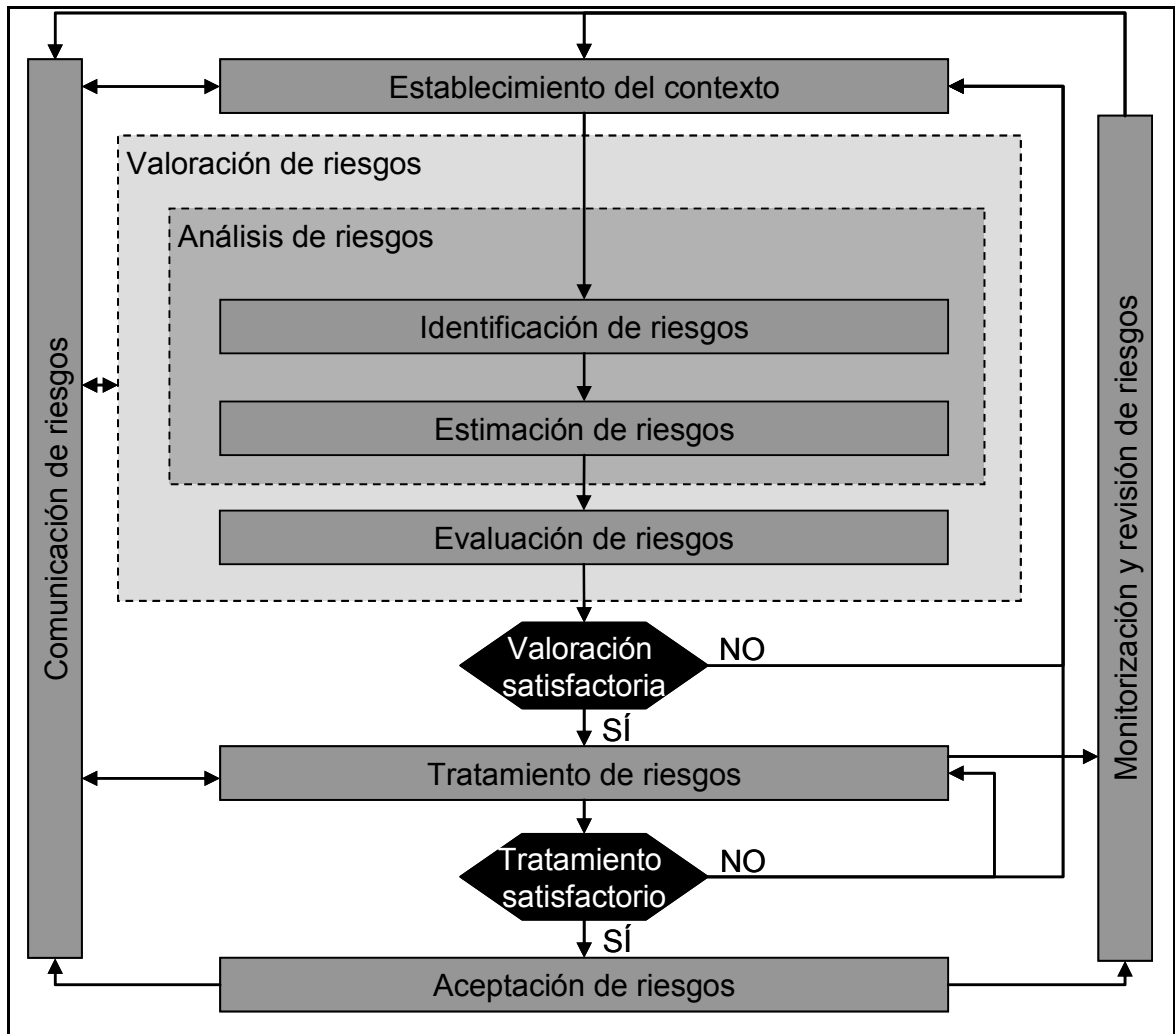 Establecimiento del contexto
Valoración de riesgos
Análisis de riesgos
Identificación de riesgos
Estimación de riesgos
Evaluación de riesgos
Valoración
satisfactoria
NO
SÍ
Tratamiento de riesgos
Tratamiento
satisfactorio
NO
SÍ
Aceptación de riesgos
Comunicación de riesgos
Monitorización y revisión de riesgos